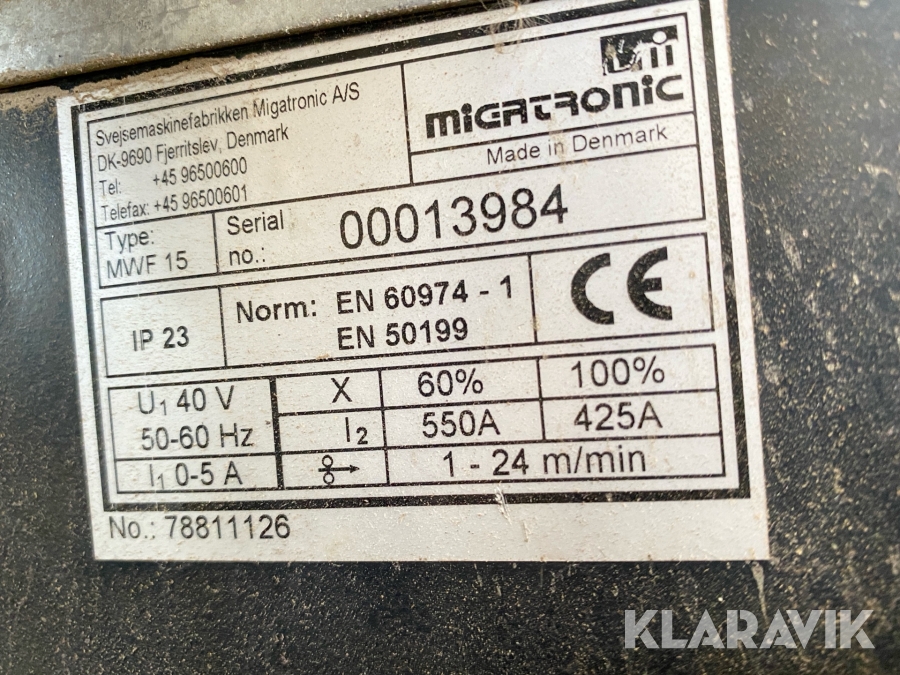 Svejsemaskinefabrikken Migatronic A/S
DK-9690 Fjerritslev, Denmark
Tel: +45 96500600
Telefax: +45 96500601
MIGATRONIC
Made in Denmark
Type:
MWF 15
Serial
no.:
00013984
IP 23
Norm: EN 60974 - 1
EN 50199
CE
U1 40 V
50-60 Hz
I1 0-5 A
X 60% 100%
I2 550A 425A
1 - 24 m/min
No.: 78811126
KLARAVIK